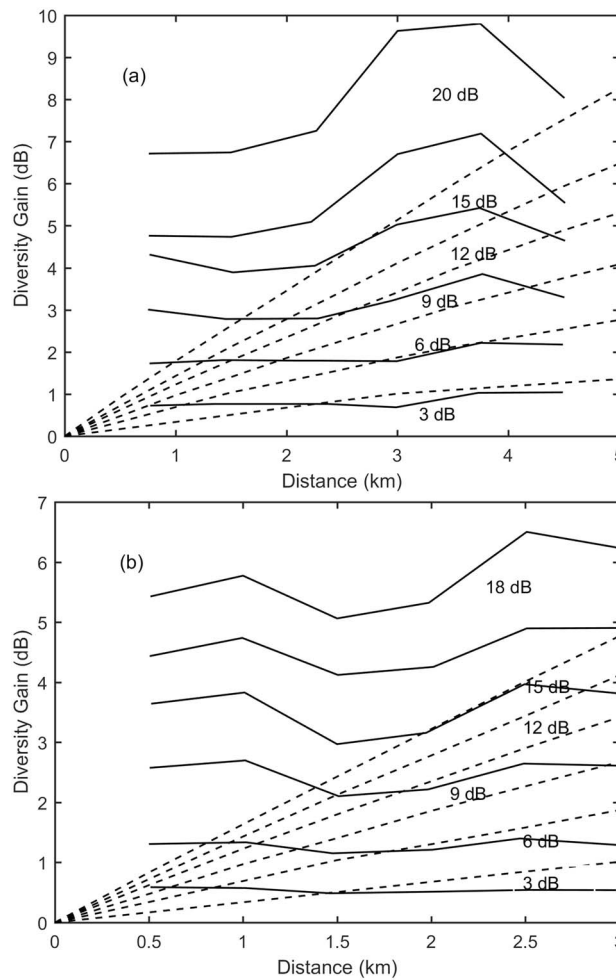 10
(a)
9
20 dB
8
7
6
15 dB
5
12 dB
4
9 dB
3
6 dB
2
1
3 dB
0
Diversity Gain (dB)
0 1 2 3 4 5
Distance (km)
7
(b)
6
18 dB
5
4
15 dB
12 dB
3
9 dB
2
6 dB
1
3 dB
0
Diversity Gain (dB)
0 0.5 1 1.5 2 2.5 3
Distance (km)